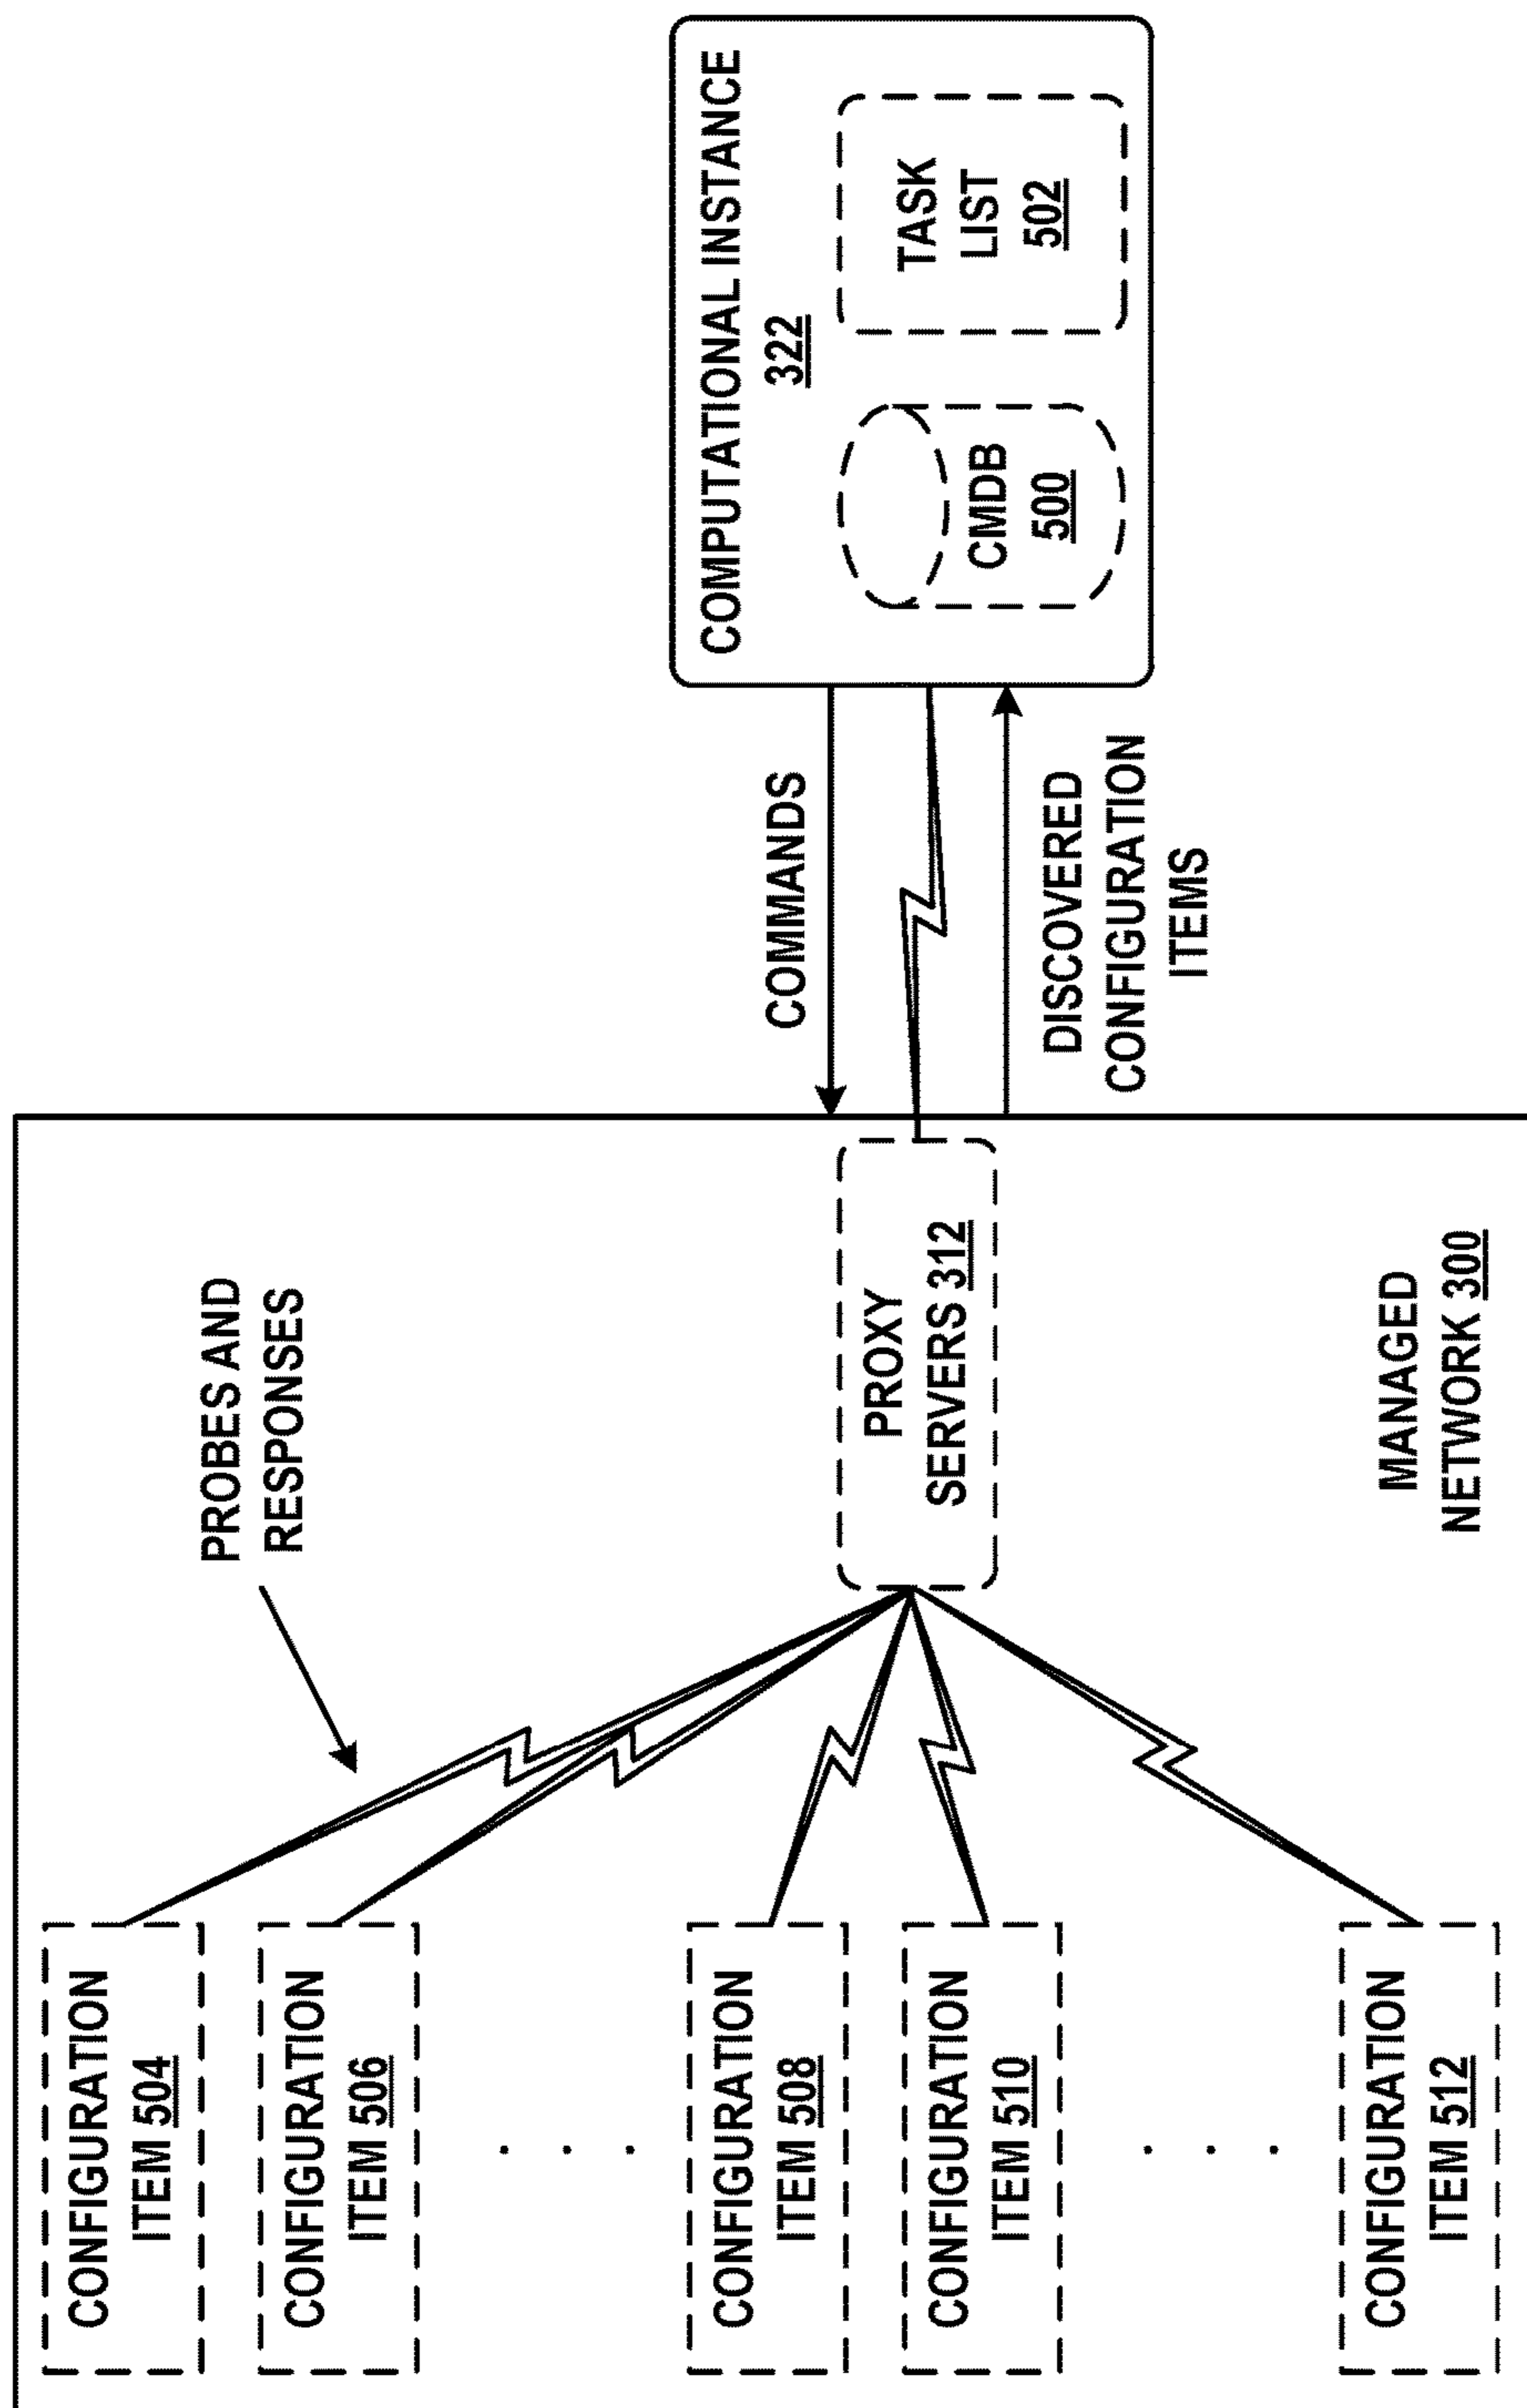 COMPUTATIONAL INSTANCE
322
CMDB
500
TASK
LIST
502
COMMANDS
DISCOVERED
CONFIGURATION
ITEMS
PROBES AND
RESPONSES
PROXY
SERVERS 312
MANAGED
NETWORK 300
CONFIGURATION
ITEM 504
CONFIGURATION
ITEM 506
CONFIGURATION
ITEM 508
CONFIGURATION
ITEM 510
CONFIGURATION
ITEM 512